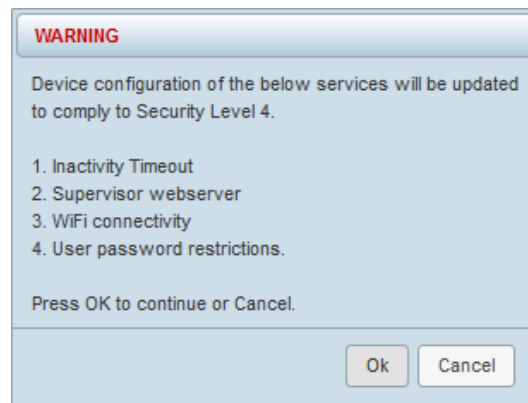 WARNING
Device configuration of the below services will be updated
to comply to Security Level 4.
1. Inactivity Timeout
2. Supervisor webserver
3. WiFi connectivity
4. User password restrictions.
Press OK to continue or Cancel.
Ok Cancel